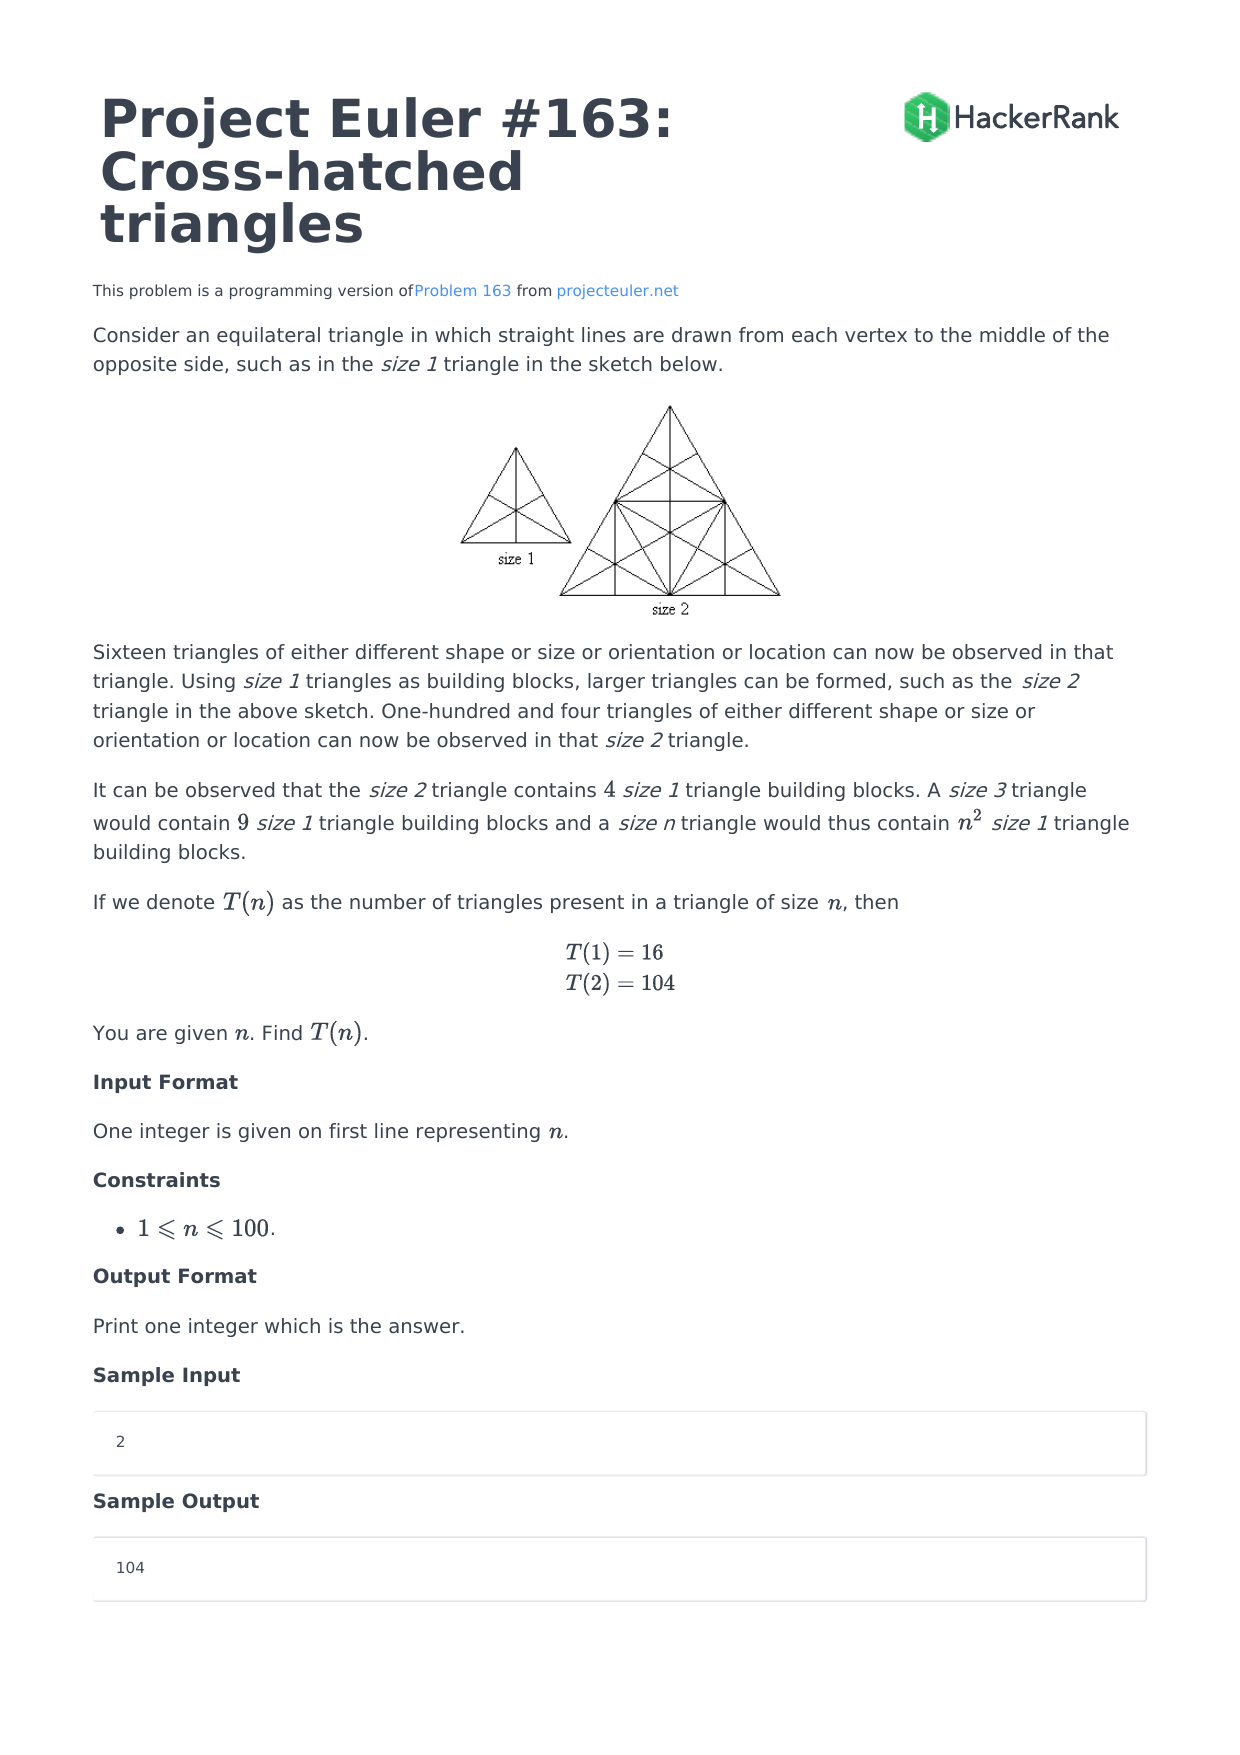 Project Euler #163:
Cross-hatched
triangles
HackerRank
This problem is a programming version ofProblem 163 from projecteuler.net
Consider an equilateral triangle in which straight lines are drawn from each vertex to the middle of the
opposite side, such as in the size 1 triangle in the sketch below.
size 1
size 2
Sixteen triangles of either different shape or size or orientation or location can now be observed in that
triangle. Using size 1 triangles as building blocks, larger triangles can be formed, such as the size 2
triangle in the above sketch. One-hundred and four triangles of either different shape or size or
orientation or location can now be observed in that size 2 triangle.
It can be observed that the size 2 triangle contains 4 size 1 triangle building blocks. A size 3 triangle
would contain 9 size 1 triangle building blocks and a size n triangle would thus contain n² size 1 triangle
building blocks.
If we denote T(n) as the number of triangles present in a triangle of size n, then
T(1) = 16
T(2) = 104
You are given n. Find T(n).
Input Format
One integer is given on first line representing n.
Constraints
• 1 ⩽ n ⩽ 100.
Output Format
Print one integer which is the answer.
Sample Input
2
Sample Output
104